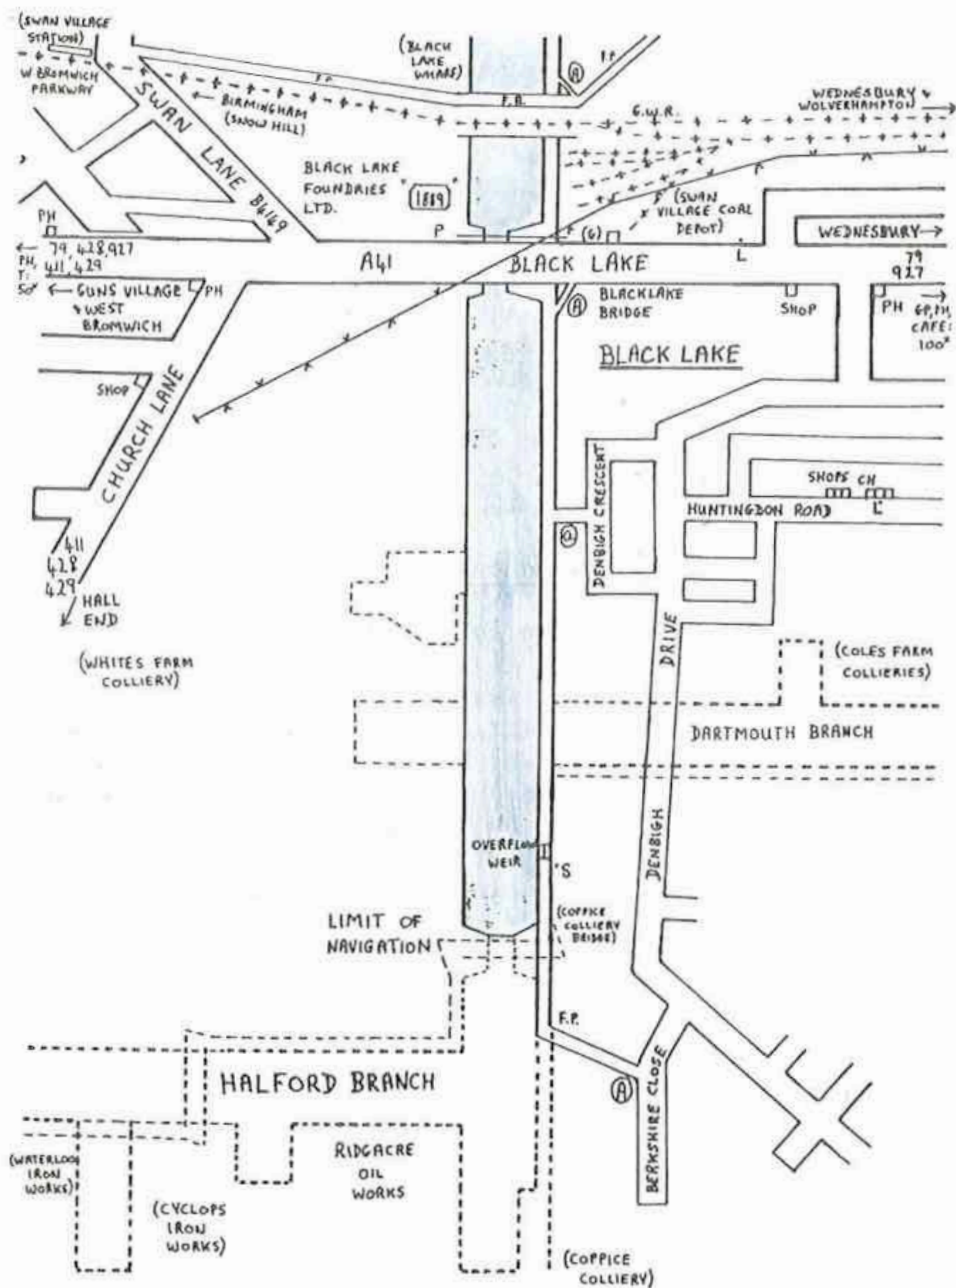 (SWAN VILLAGE
STATION)
W BROMWICH
PARKWAY
(BLACK
LAKE
WHARF)
F.P.
A
F.P.
F.B.
SWAN
LANE B4149
BIRMINGHAM
(SNOW HILL)
G.W.R.
WEDNESBURY &
WOLVERHAMPTON
BLACK LAKE
FOUNDRIES
LTD.
"1889"
(SWAN
VILLAGE COAL
DEPOT)
P
(G)
L
PH
79, 428, 927
PH,
T:
50x
411, 429
GUNS VILLAGE
& WEST
BROMWICH
PH
A41
BLACK LAKE
WEDNESBURY
79
927
A
BLACKLAKE
BRIDGE
SHOP
PH
GP, PH,
CAFE:
100x
BLACK LAKE
SHOP
CHURCH LANE
411
428
429
HALL
END
DENBIGH CRESCENT
a
SHOPS CH
L
HUNTINGDON ROAD
(WHITES FARM
COLLIERY)
(COLES FARM
COLLIERIES)
DENBIGH DRIVE
DARTMOUTH BRANCH
OVERFLOW
WEIR
S
LIMIT OF
NAVIGATION
(COPPICE
COLLIERY
BRIDGE)
F.P.
HALFORD BRANCH
A
BERKSHIRE CLOSE
(WATERLOO
IRON
WORKS)
(CYCLOPS
IRON
WORKS)
RIDGACRE
OIL
WORKS
(COPPICE
COLLIERY)